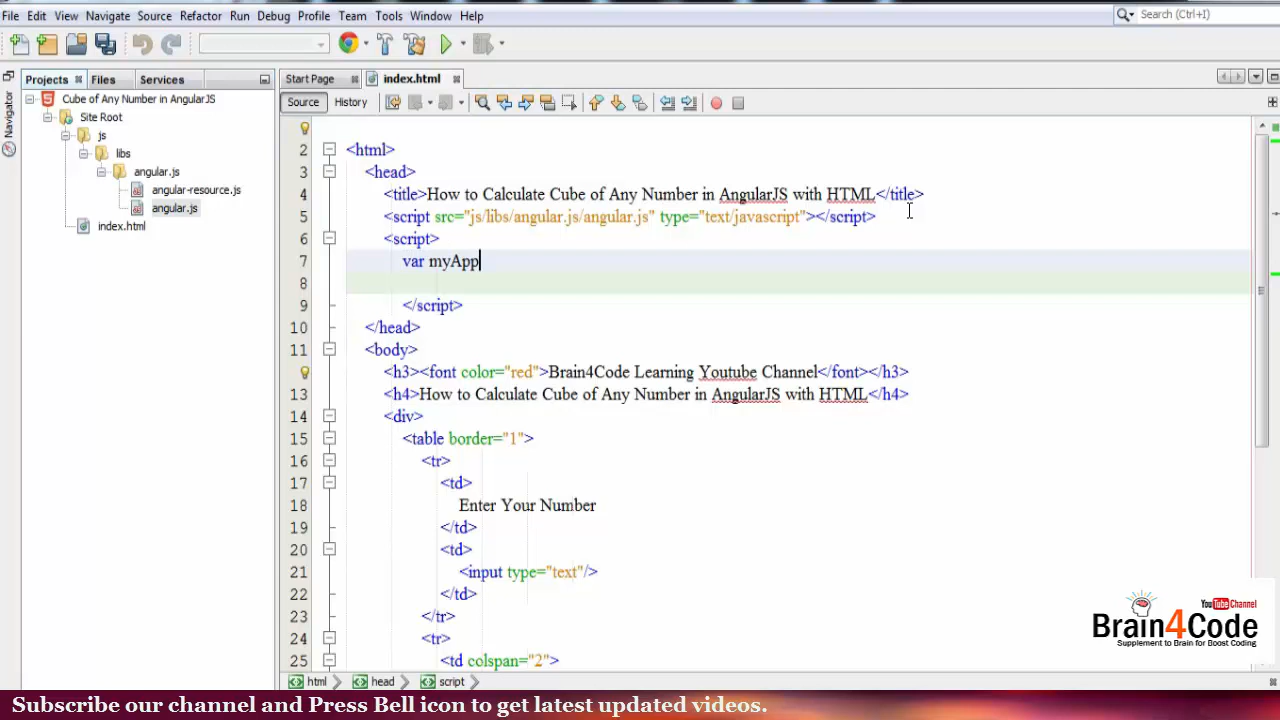 File Edit View Navigate Source Refactor Run Debug Profile Team Tools Window Help
Search (Ctrl+I)
Projects Files Services
Start Page index.html
Navigator
Cube of Any Number in AngularJS
Site Root
js
libs
angular.js
angular-resource.js
angular.js
index.html
Source History
2 <html>
3 <head>
4 <title>How to Calculate Cube of Any Number in AngularJS with HTML</title>
5 <script src="js/libs/angular.js/angular.js" type="text/javascript"></script>
6 <script>
7 var myApp
8
9 </script>
10 </head>
11 <body>
<h3><font color="red">Brain4Code Learning Youtube Channel</font></h3>
13 <h4>How to Calculate Cube of Any Number in AngularJS with HTML</h4>
14 <div>
15 <table border="1">
16 <tr>
17 <td>
18 Enter Your Number
19 </td>
20 <td>
21 <input type="text"/>
22 </td>
23 </tr>
24 <tr>
25 <td colspan="2">
html head script
YouTube Channel
Brain4Code
Supplement to Brain for Boost Coding
Subscribe our channel and Press Bell icon to get latest updated videos.